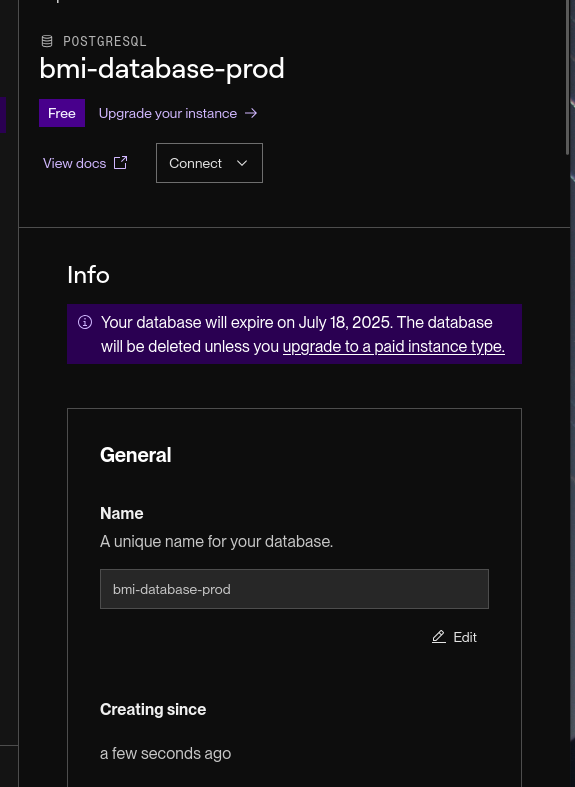 POSTGRESQL
bmi-database-prod
Free Upgrade your instance →
View docs Connect
Info
Your database will expire on July 18, 2025. The database
will be deleted unless you upgrade to a paid instance type.
General
Name
A unique name for your database.
bmi-database-prod
Edit
Creating since
a few seconds ago